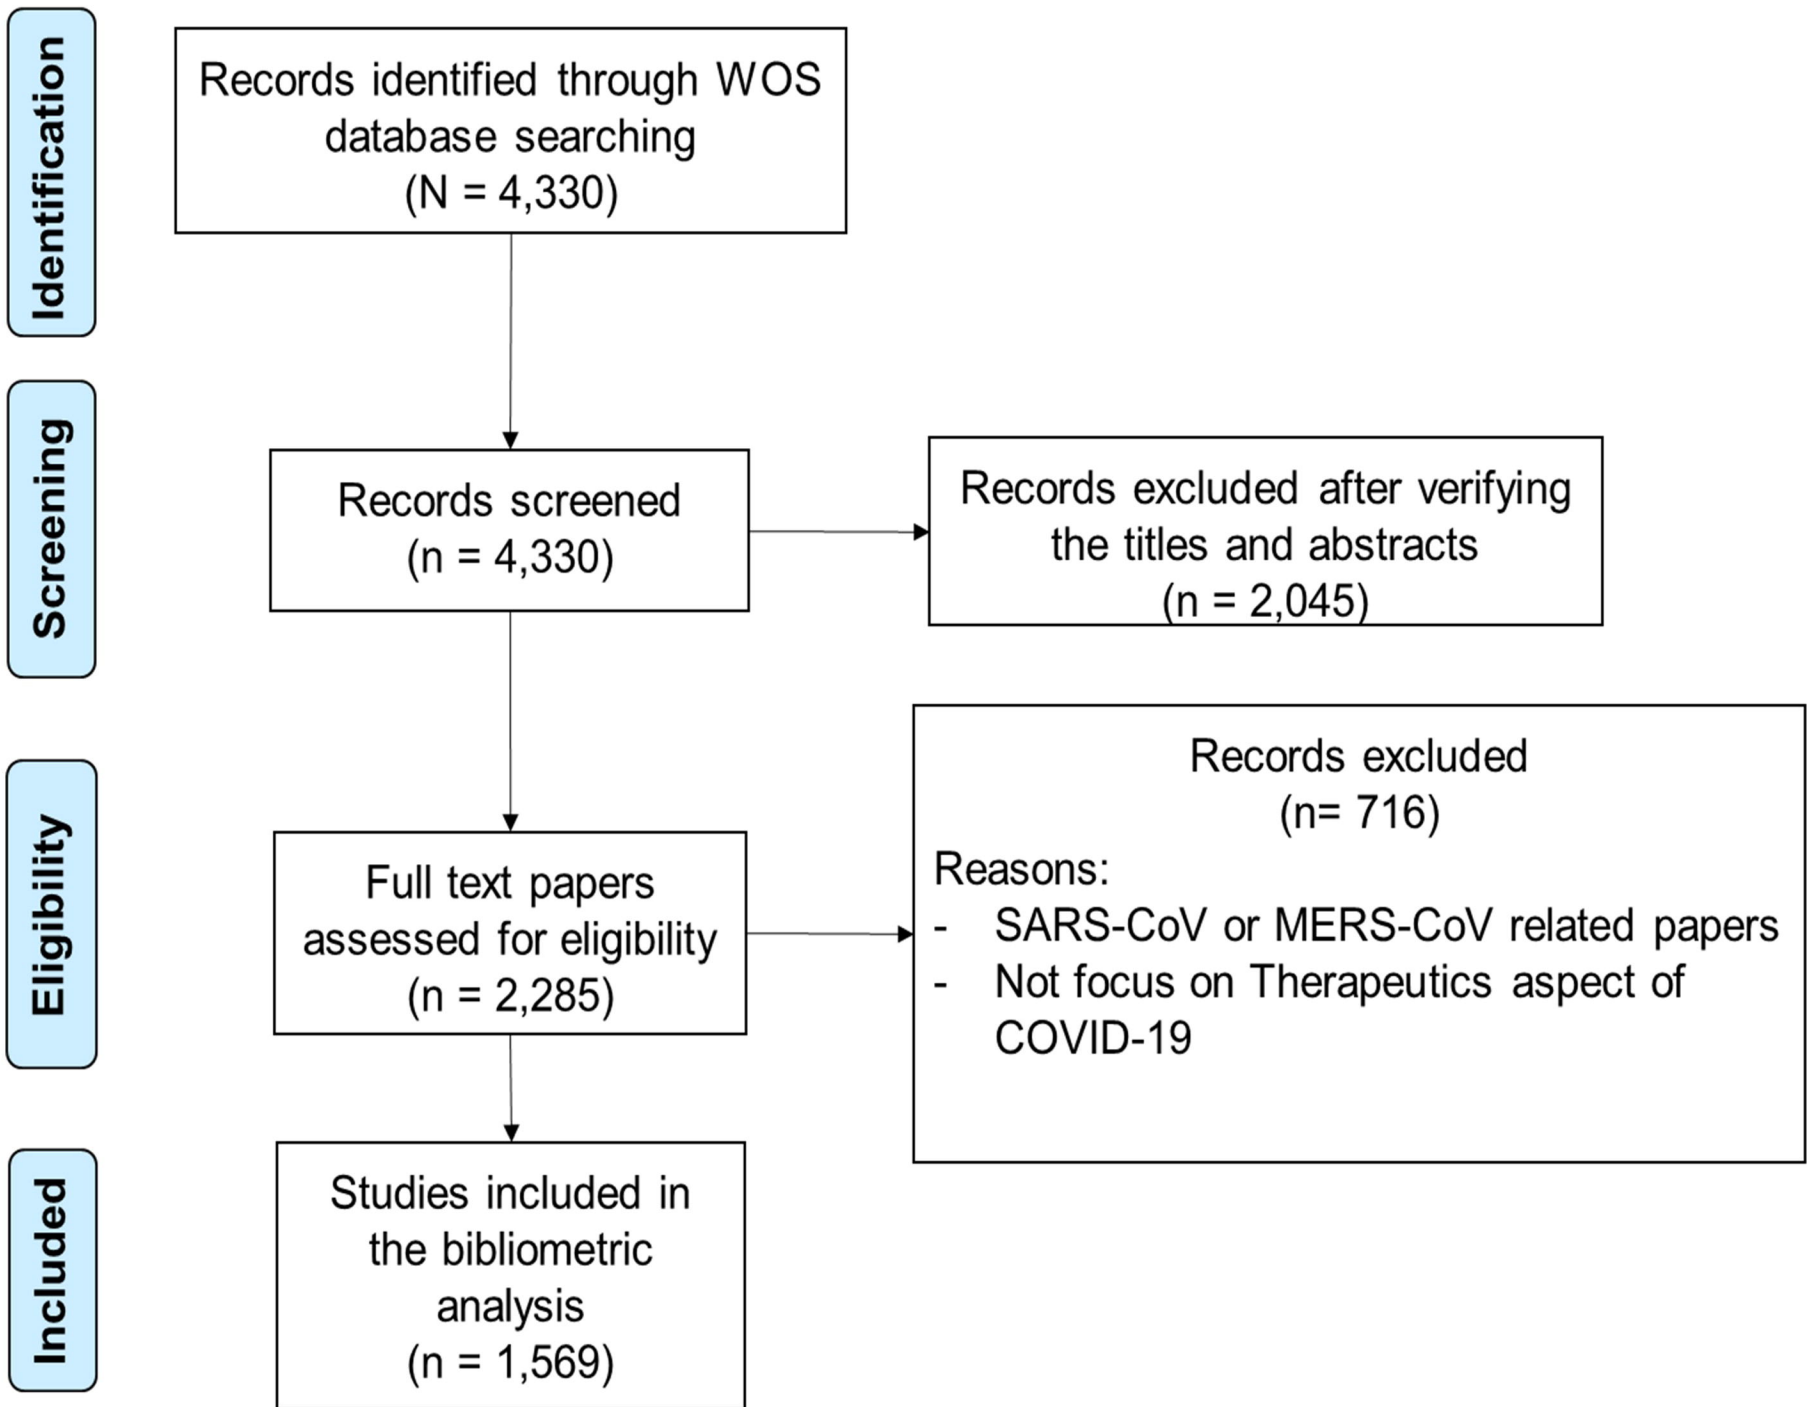 Identification
Records identified through WOS
database searching
(N = 4,330)
Screening
Records screened
(n = 4,330)
Records excluded after verifying
the titles and abstracts
(n = 2,045)
Eligibility
Full text papers
assessed for eligibility
(n = 2,285)
Records excluded
(n= 716)
Reasons:
- SARS-CoV or MERS-CoV related papers
- Not focus on Therapeutics aspect of
COVID-19
Included
Studies included in
the bibliometric
analysis
(n = 1,569)